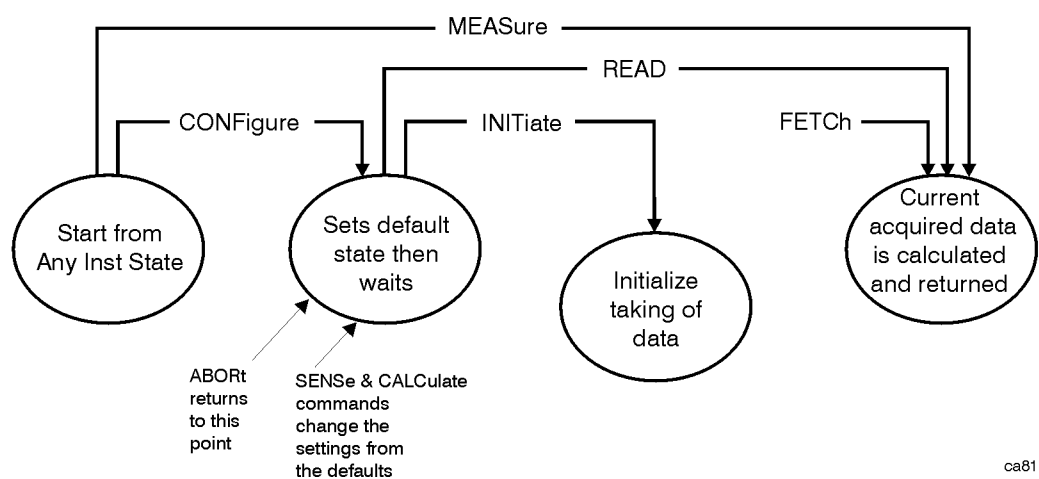 MEASure
READ
CONFigure
INITiate
FETCh
Start from
Any Inst State
Sets default
state then
waits
Initialize
taking of
data
Current
acquired data
is calculated
and returned
ABORt
returns
to this
point
SENSe & CALCulate
commands
change the
settings from
the defaults
ca81